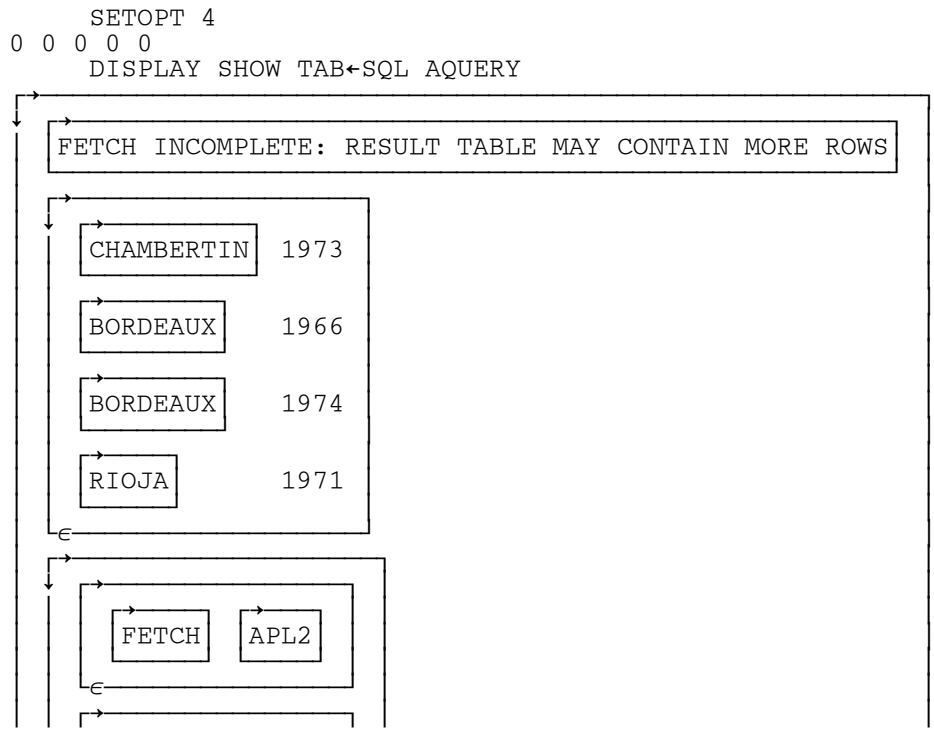 SETOPT 4
0 0 0 0 0
DISPLAY SHOW TAB←SQL AQUERY
FETCH INCOMPLETE: RESULT TABLE MAY CONTAIN MORE ROWS
CHAMBERTIN 1973
BORDEAUX 1966
BORDEAUX 1974
RIOJA 1971
FETCH APL2